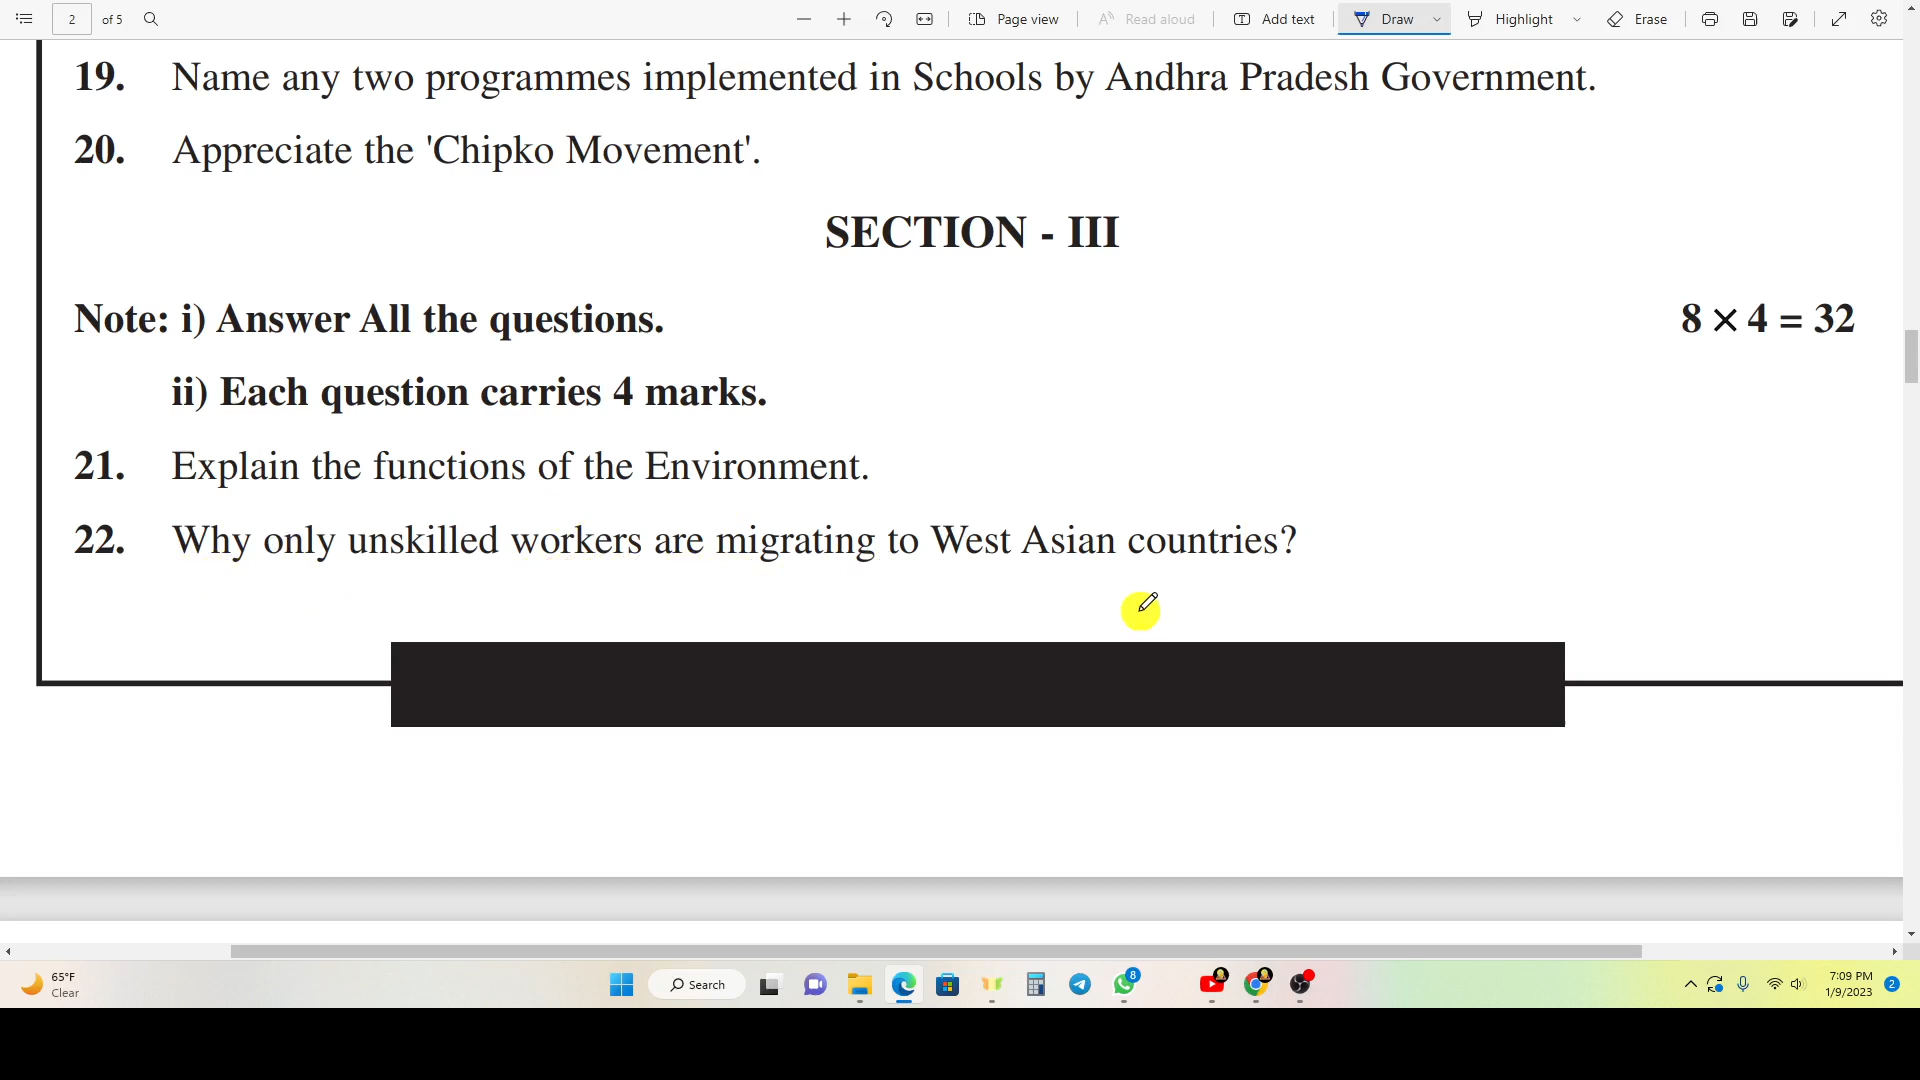 2 of 5 Page view Read aloud Add text Draw Highlight Erase
19. Name any two programmes implemented in Schools by Andhra Pradesh Government.
20. Appreciate the 'Chipko Movement'.
SECTION - III
Note: i) Answer All the questions. 8 × 4 = 32
ii) Each question carries 4 marks.
21. Explain the functions of the Environment.
22. Why only unskilled workers are migrating to West Asian countries?
65°F
Clear
Search
8
7:09 PM
1/9/2023
2